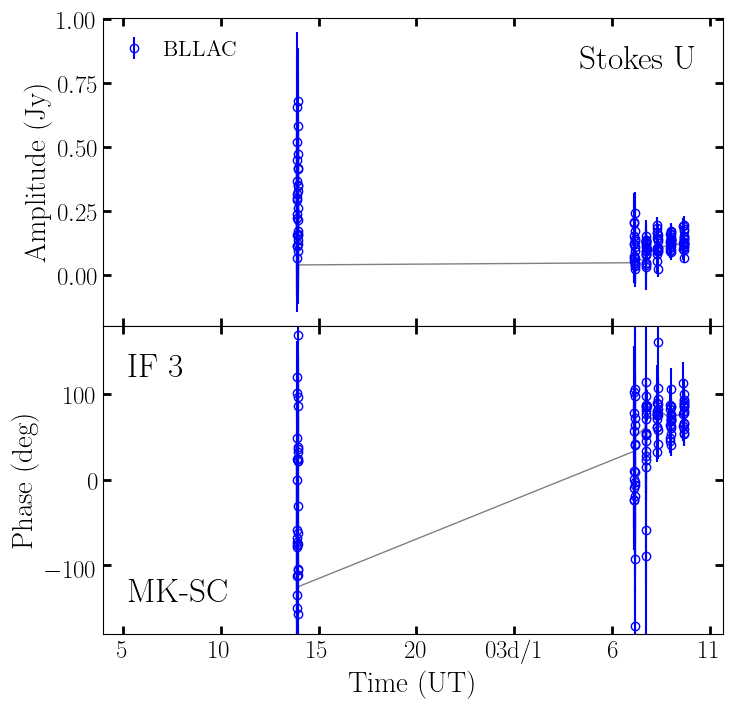 1.00
BLLAC
Stokes U
0.75
0.50
0.25
0.00
Amplitude (Jy)
IF 3
100
0
−100
Phase (deg)
MK-SC
5 10 15 20 03d/1 6 11
Time (UT)